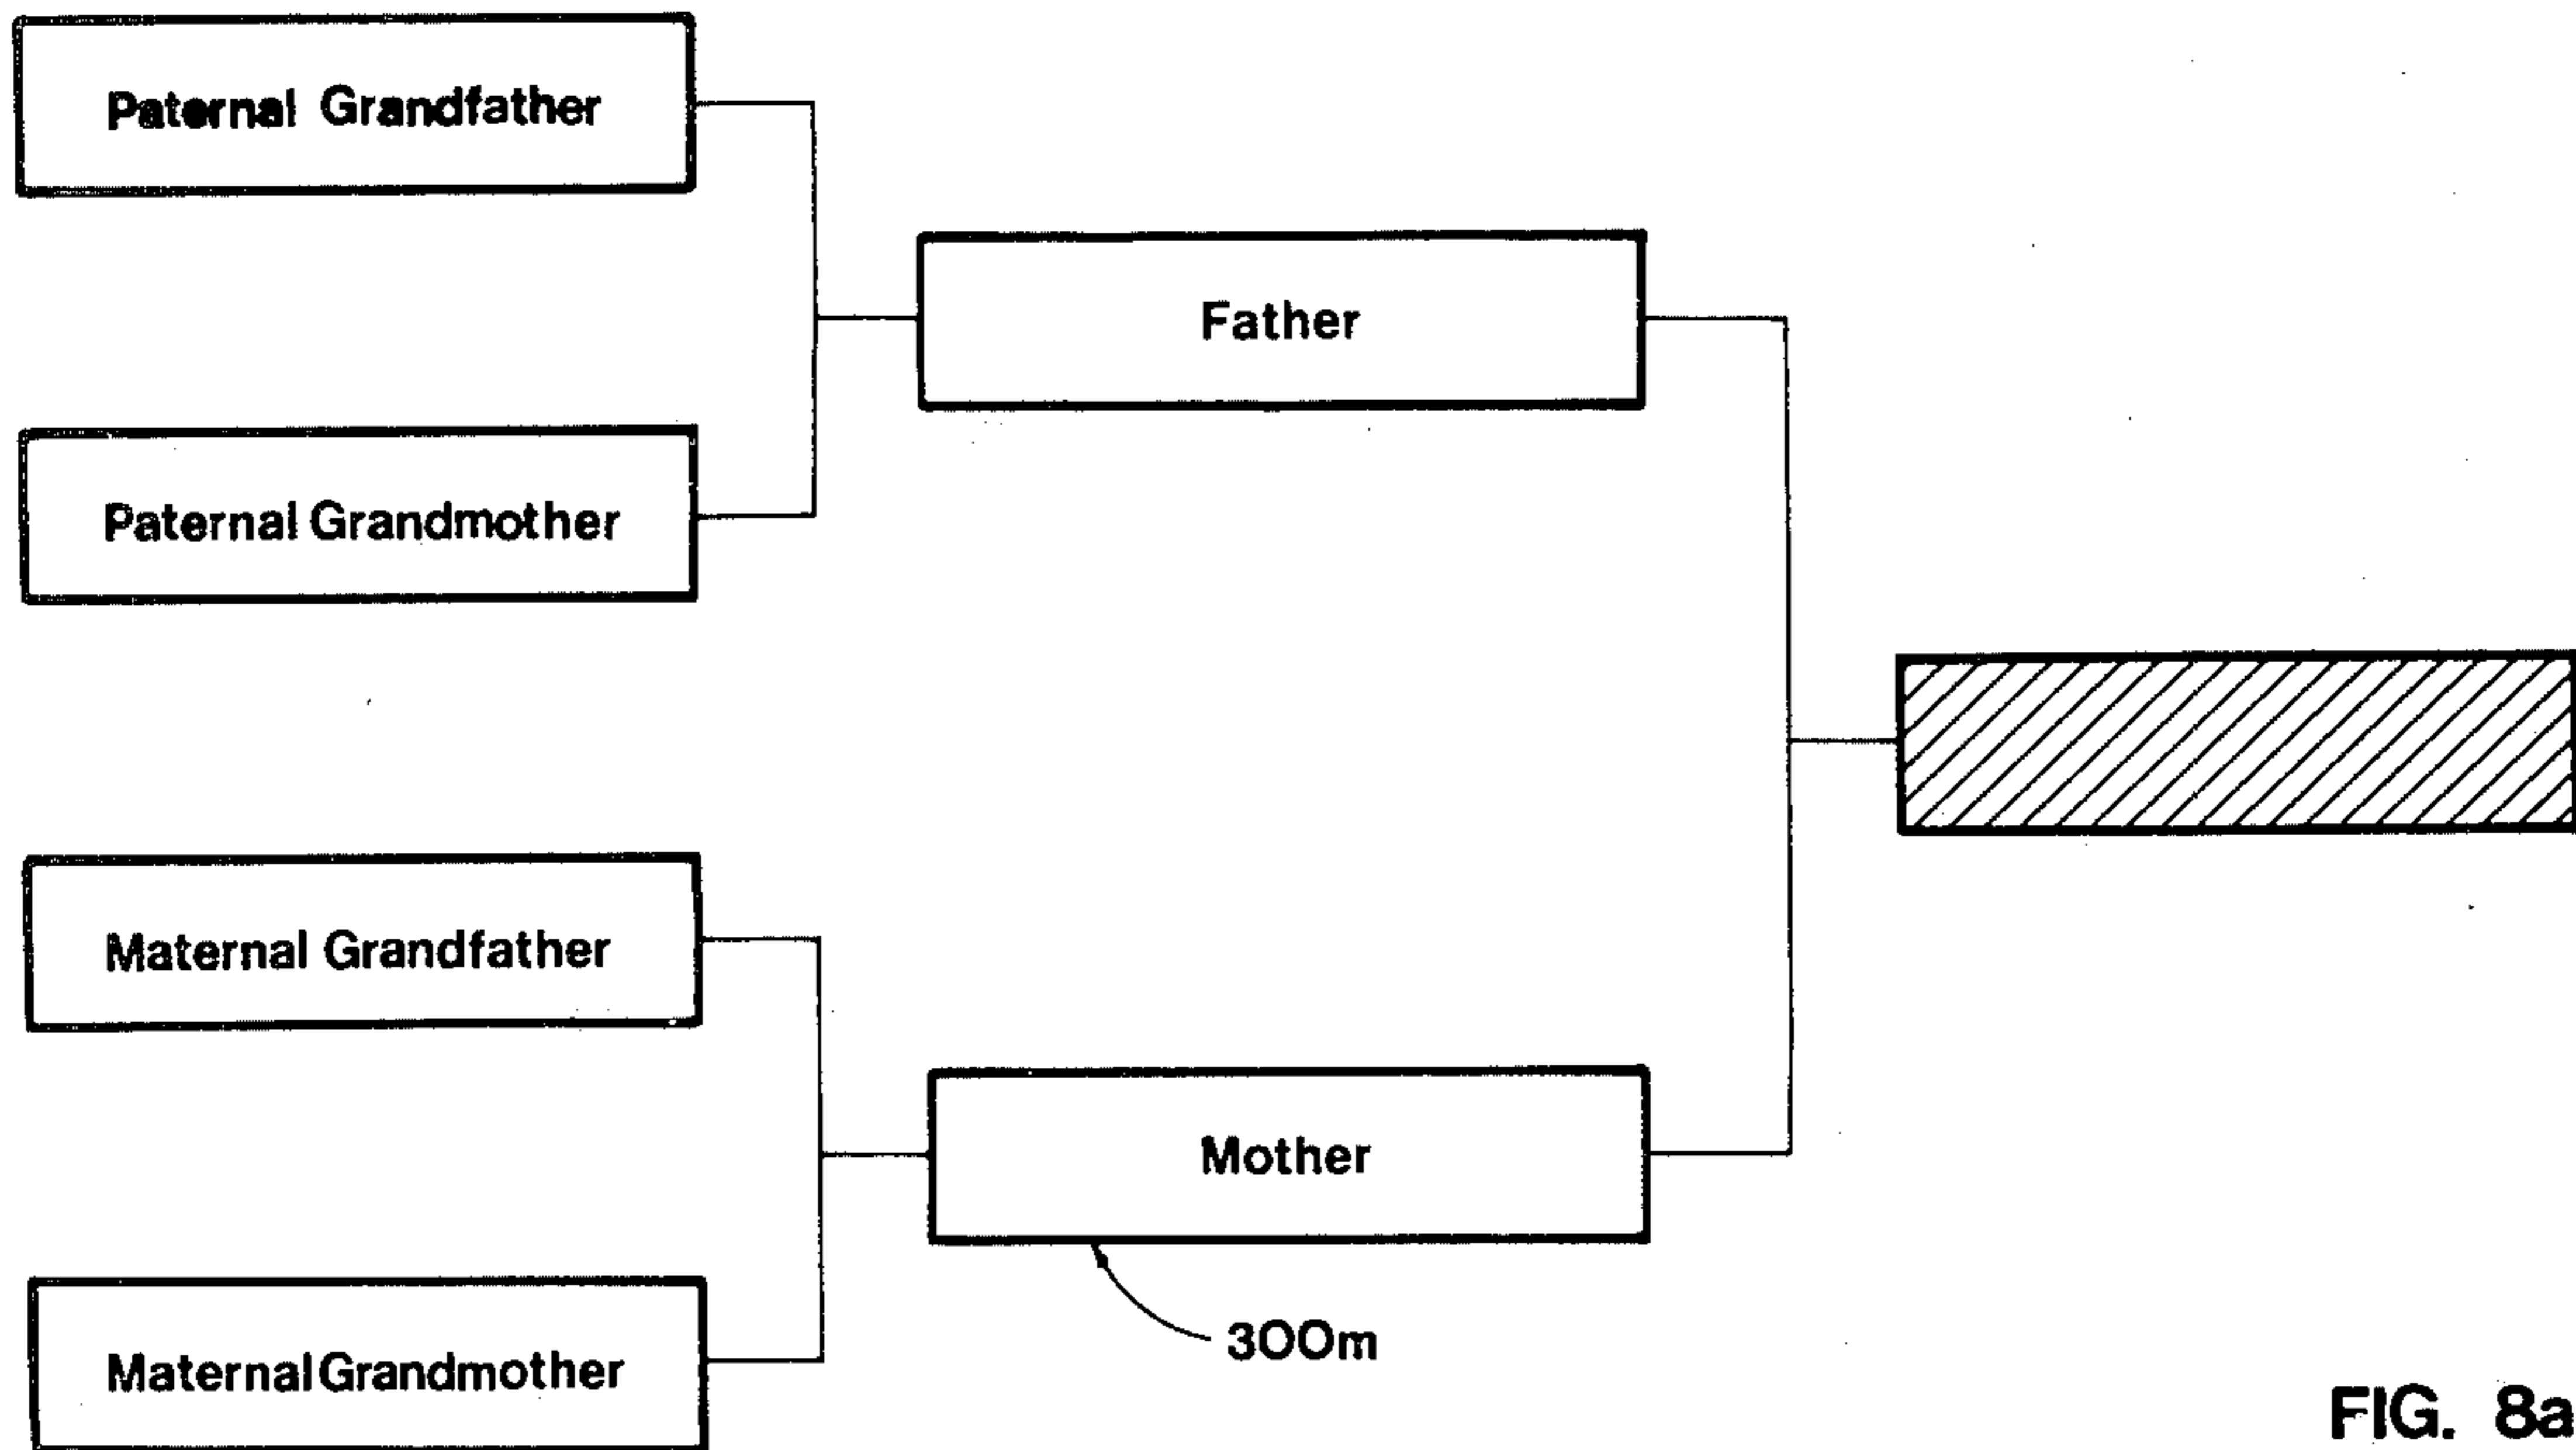 Paternal Grandfather
Father
Paternal Grandmother
Maternal Grandfather
Mother
300m
Maternal Grandmother
FIG. 8a